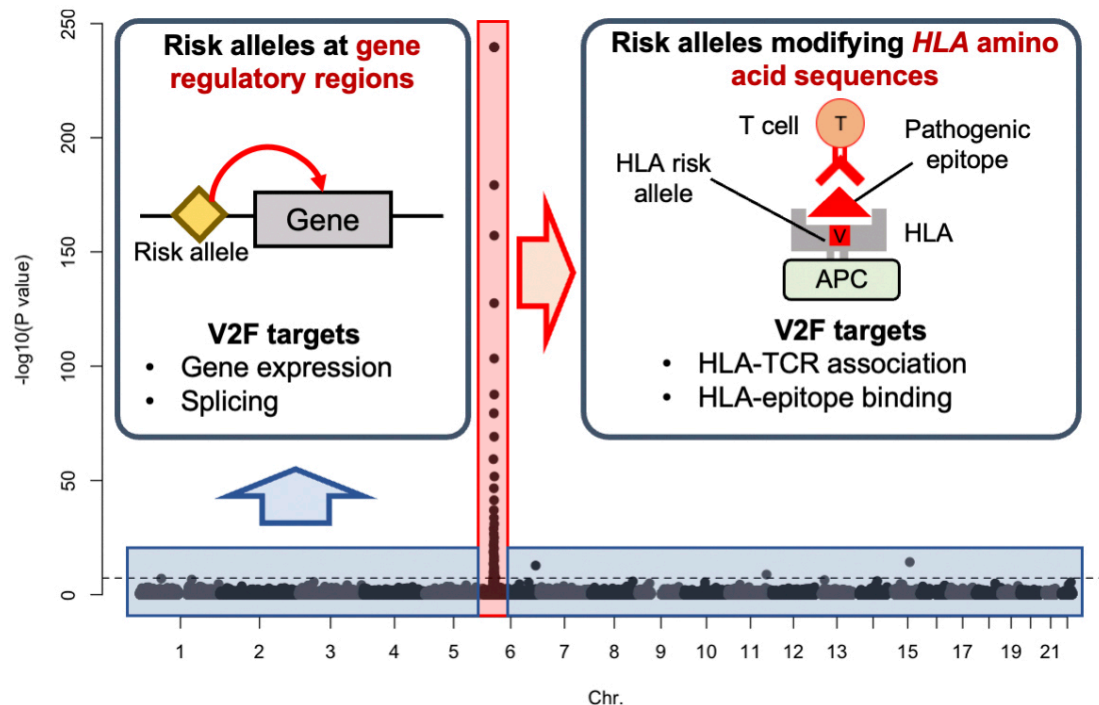 250
200
150
100
50
0
-log10(P value)
Risk alleles at gene
regulatory regions
Gene
Risk allele
V2F targets
• Gene expression
• Splicing
Risk alleles modifying HLA amino
acid sequences
T cell
T
Pathogenic
epitope
HLA risk
allele
V
HLA
APC
V2F targets
• HLA-TCR association
• HLA-epitope binding
1 2 3 4 5 6 7 8 9 10 11 12 13 15 17 19 21
Chr.